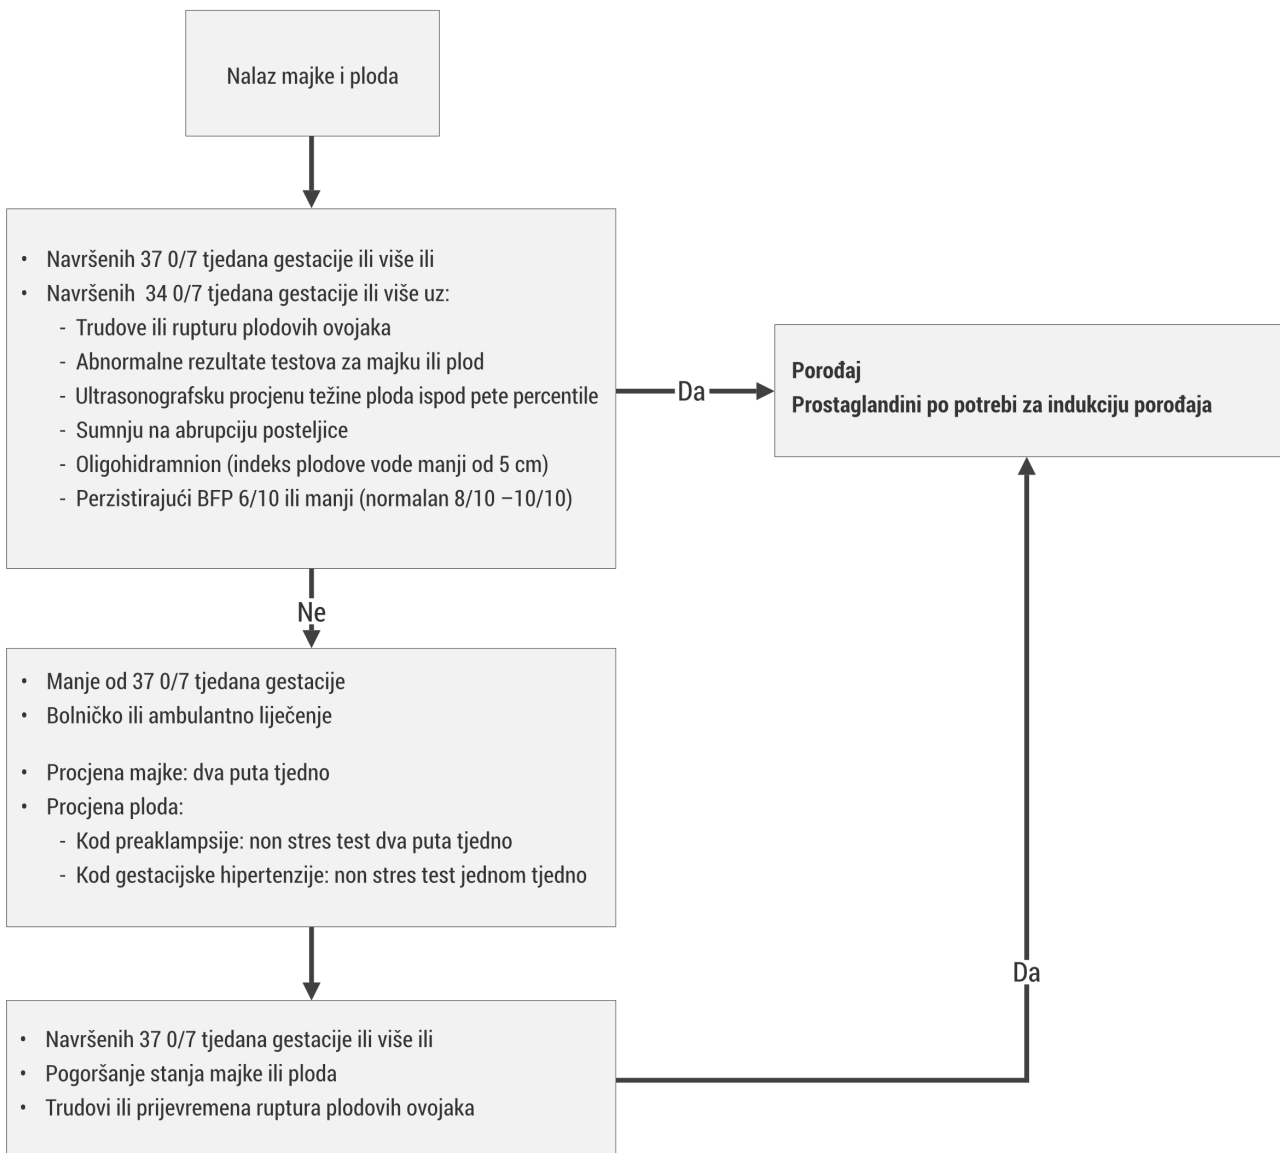 Nalaz majke i ploda
• Navršenih 37 0/7 tjedana gestacije ili više ili
• Navršenih 34 0/7 tjedana gestacije ili više uz:
- Trudove ili rupturu plodovih ovojaka
- Abnormalne rezultate testova za majku ili plod
- Ultrasonografsku procjenu težine ploda ispod pete percentile
- Sumnju na abrupciju posteljice
- Oligohidramnion (indeks plodove vode manji od 5 cm)
- Perzistirajući BFP 6/10 ili manji (normalan 8/10 –10/10)
Da
Porođaj
Prostaglandini po potrebi za indukciju porođaja
Ne
• Manje od 37 0/7 tjedana gestacije
• Bolničko ili ambulantno liječenje
• Procjena majke: dva puta tjedno
• Procjena ploda:
- Kod preaklampsije: non stres test dva puta tjedno
- Kod gestacijske hipertenzije: non stres test jednom tjedno
Da
• Navršenih 37 0/7 tjedana gestacije ili više ili
• Pogoršanje stanja majke ili ploda
• Trudovi ili prijevremena ruptura plodovih ovojaka